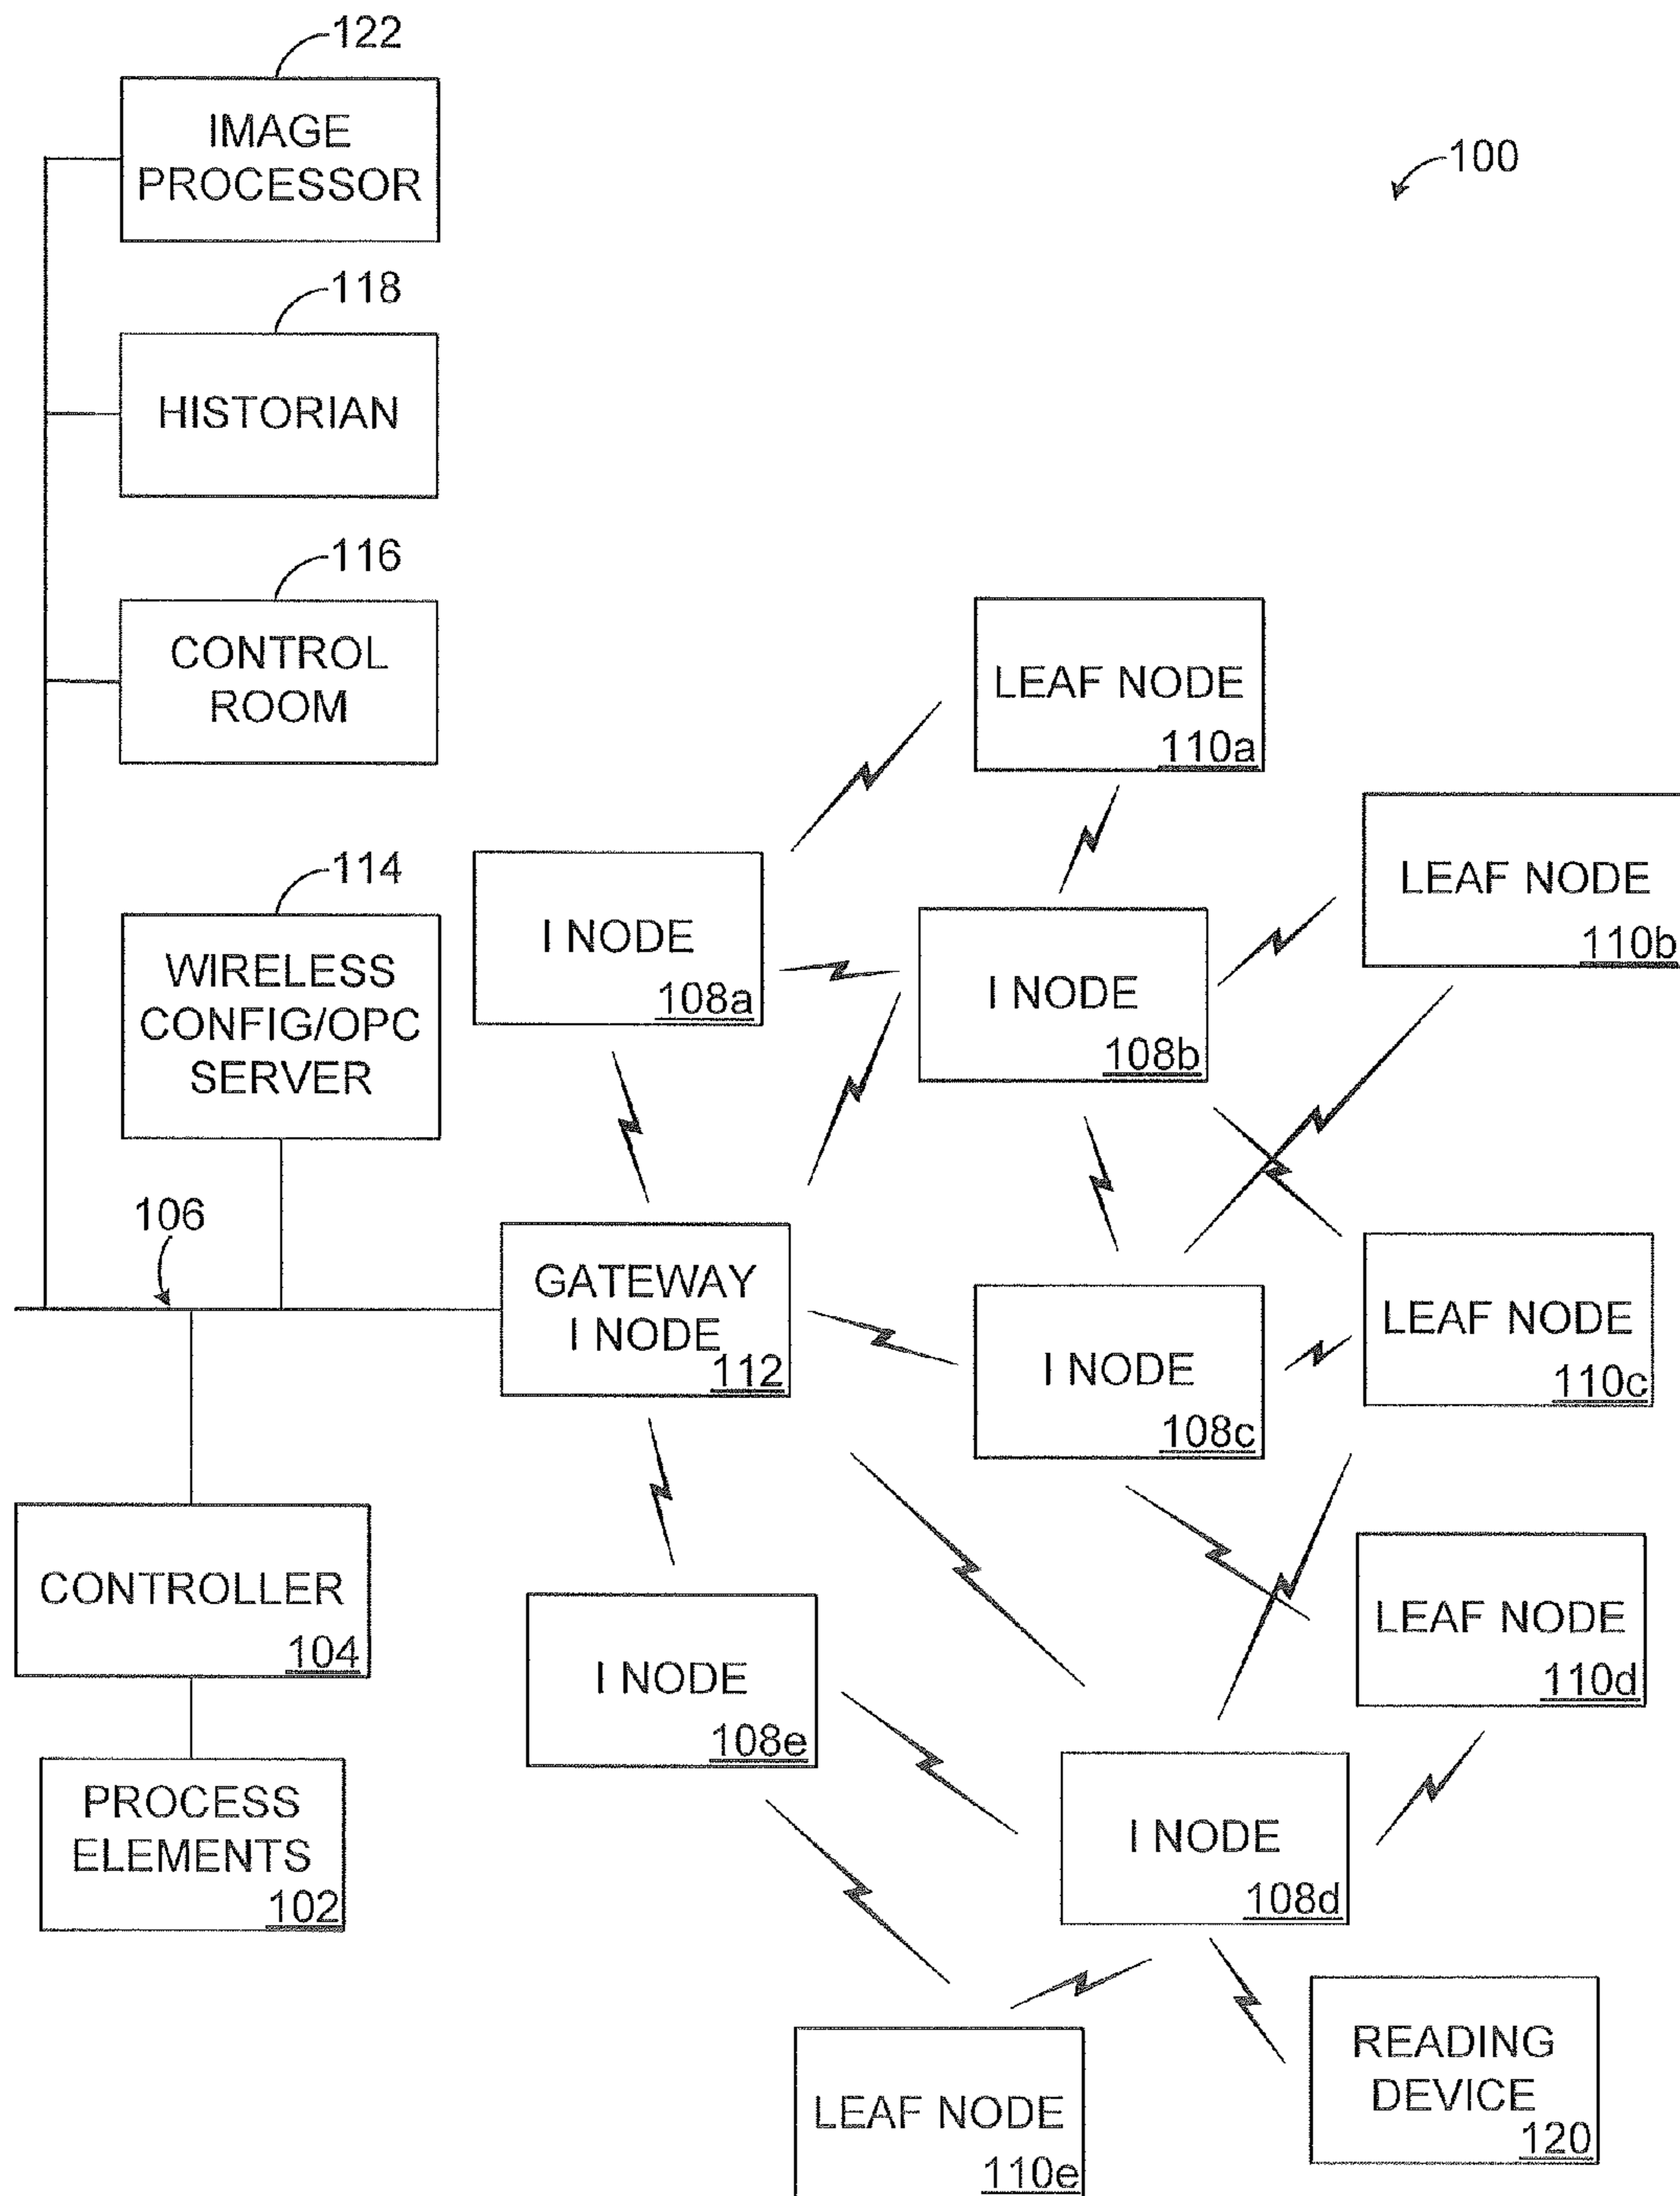 122
IMAGE
PROCESSOR
100
118
HISTORIAN
116
CONTROL
ROOM
LEAF NODE
110a
114
WIRELESS
CONFIG/OPC
SERVER
I NODE
108a
I NODE
108b
LEAF NODE
110b
106
GATEWAY
I NODE
112
I NODE
108c
LEAF NODE
110c
CONTROLLER
104
I NODE
108e
LEAF NODE
110d
PROCESS
ELEMENTS
102
I NODE
108d
LEAF NODE
110e
READING
DEVICE
120